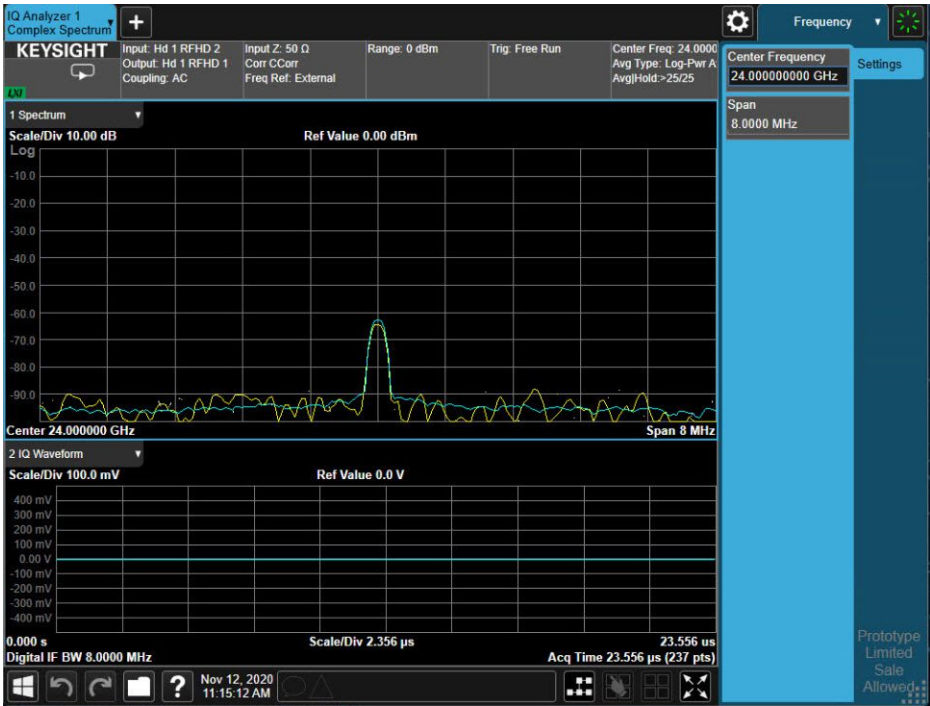 IQ Analyzer 1
Complex Spectrum
Frequency
KEYSIGHT
LXI
Input: Hd 1 RFHD 2
Output: Hd 1 RFHD 1
Coupling: AC
Input Z: 50 Ω
Corr CCorr
Freq Ref: External
Range: 0 dBm
Trig: Free Run
Center Freq: 24.0000
Avg Type: Log-Pwr A
Avg|Hold:>25/25
Center Frequency
24.000000000 GHz
Settings
Span
8.0000 MHz
1 Spectrum
Scale/Div 10.00 dB
Ref Value 0.00 dBm
Log
-10.0
-20.0
-30.0
-40.0
-50.0
-60.0
-70.0
-80.0
-90.0
Center 24.000000 GHz
Span 8 MHz
2 IQ Waveform
Scale/Div 100.0 mV
Ref Value 0.0 V
400 mV
300 mV
200 mV
100 mV
0.00 V
-100 mV
-200 mV
-300 mV
-400 mV
0.000 s
Scale/Div 2.356 µs
23.556 us
Digital IF BW 8.0000 MHz
Acq Time 23.556 µs (237 pts)
Nov 12, 2020
11:15:12 AM
?
Prototype
Limited
Sale
Allowed